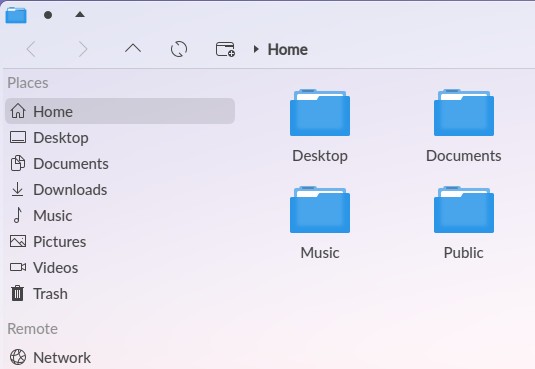 Home
Places
Home
Desktop
Documents
Downloads
Music
Pictures
Videos
Trash
Remote
Network
Desktop
Documents
Music
Public